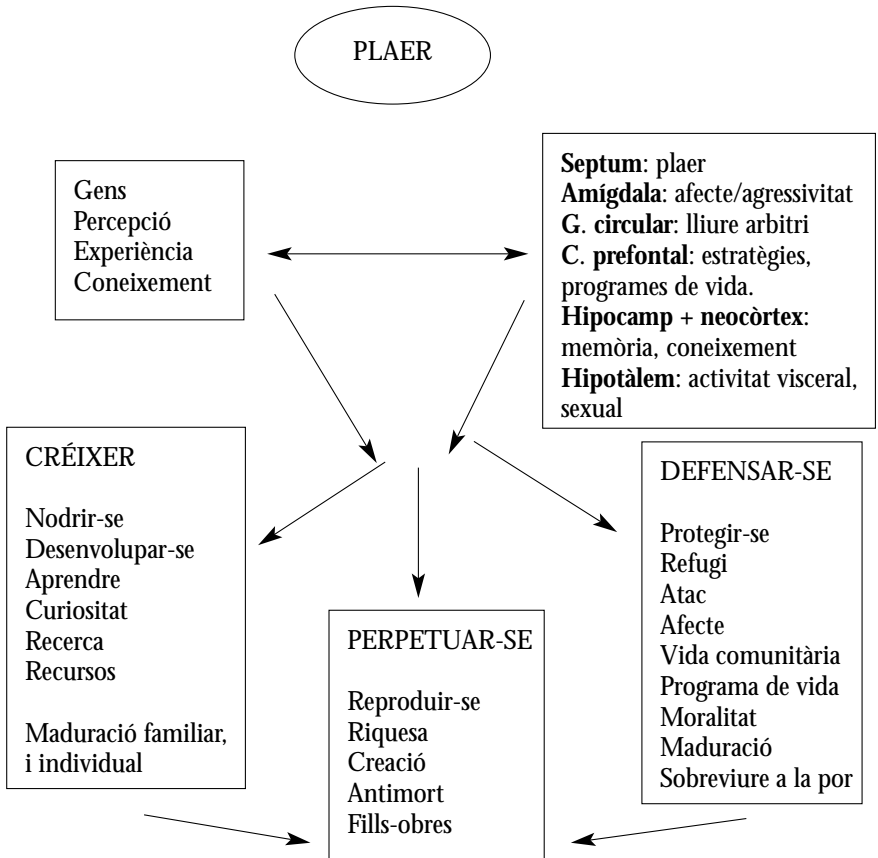 PLAER
Gens
Percepció
Experiència
Coneixement
Septum: plaer
Amígdala: afecte/agressivitat
G. circular: lliure arbitri
C. prefontal: estratègies,
programes de vida.
Hipocamp + neocòrtex:
memòria, coneixement
Hipotàlem: activitat visceral,
sexual
CRÉIXER
Nodrir-se
Desenvolupar-se
Aprendre
Curiositat
Recerca
Recursos
Maduració familiar,
i individual
PERPETUAR-SE
Reproduir-se
Riquesa
Creació
Antimort
Fills-obres
DEFENSAR-SE
Protegir-se
Refugi
Atac
Afecte
Vida comunitària
Programa de vida
Moralitat
Maduració
Sobreviure a la por